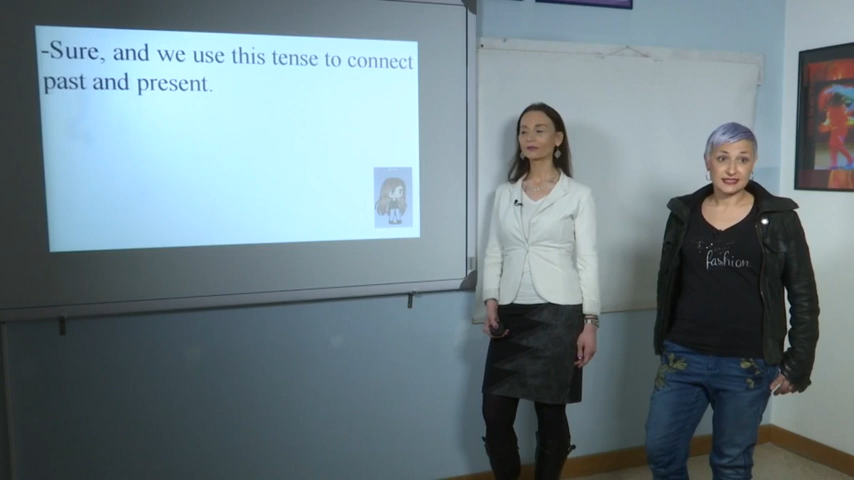 -Sure, and we use this tense to connect
past and present.
fashion